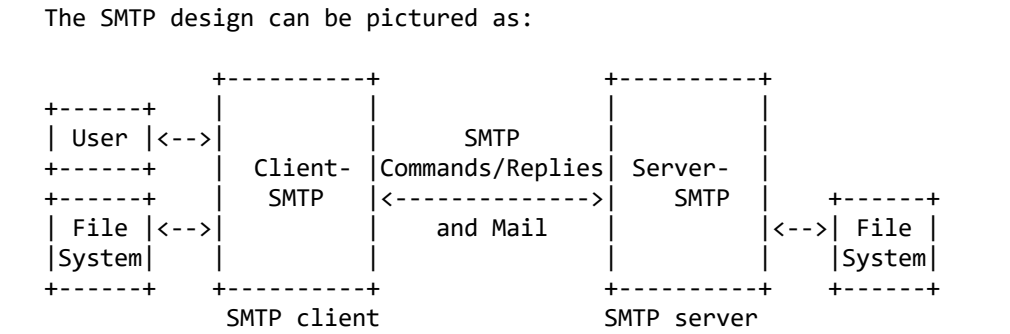 The SMTP design can be pictured as:

                  +----------+                +----------+
      +------+    |          |                |          |
      | User |<-->|          |      SMTP      |          |
      +------+    |  Client- |Commands/Replies| Server-  |
      +------+    |   SMTP   |<-------------->|    SMTP  |    +------+
      | File |<-->|          |    and Mail    |          |<-->| File |
      |System|    |          |                |          |    |System|
      +------+    +----------+                +----------+    +------+
                   SMTP client                SMTP server